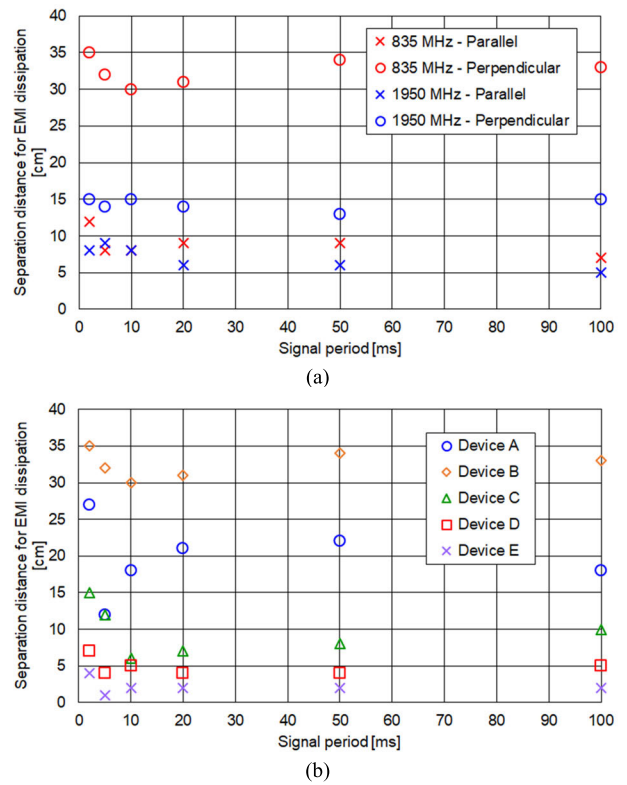 40
35
30
25
20
15
10
5
0
Separation distance for EMI dissipation
[cm]
835 MHz - Parallel
835 MHz - Perpendicular
1950 MHz - Parallel
1950 MHz - Perpendicular
0 10 20 30 40 50 60 70 80 90 100
Signal period [ms]
(a)
40
35
30
25
20
15
10
5
0
Separation distance for EMI dissipation
[cm]
Device A
Device B
Device C
Device D
Device E
0 10 20 30 40 50 60 70 80 90 100
Signal period [ms]
(b)